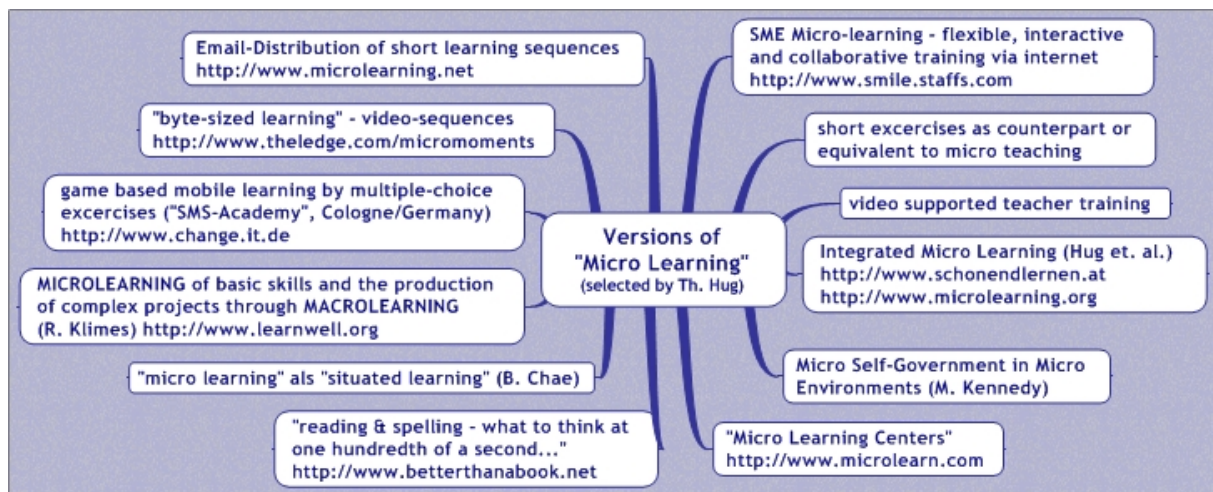 Email-Distribution of short learning sequences
http://www.microlearning.net
"byte-sized learning" - video-sequences
http://www.theledge.com/micromoments
game based mobile learning by multiple-choice
excercises ("SMS-Academy", Cologne/Germany)
http://www.change.it.de
MICROLEARNING of basic skills and the production
of complex projects through MACROLEARNING
(R. Klimes) http://www.learnwell.org
"micro learning" als "situated learning" (B. Chae)
"reading & spelling - what to think at
one hundredth of a second..."
http://www.betterthanabook.net
Versions of
"Micro Learning"
(selected by Th. Hug)
SME Micro-learning - flexible, interactive
and collaborative training via internet
http://www.smile.staffs.com
short excercises as counterpart or
equivalent to micro teaching
video supported teacher training
Integrated Micro Learning (Hug et. al.)
http://www.schonendlernen.at
http://www.microlearning.org
Micro Self-Government in Micro
Environments (M. Kennedy)
"Micro Learning Centers"
http://www.microlearn.com